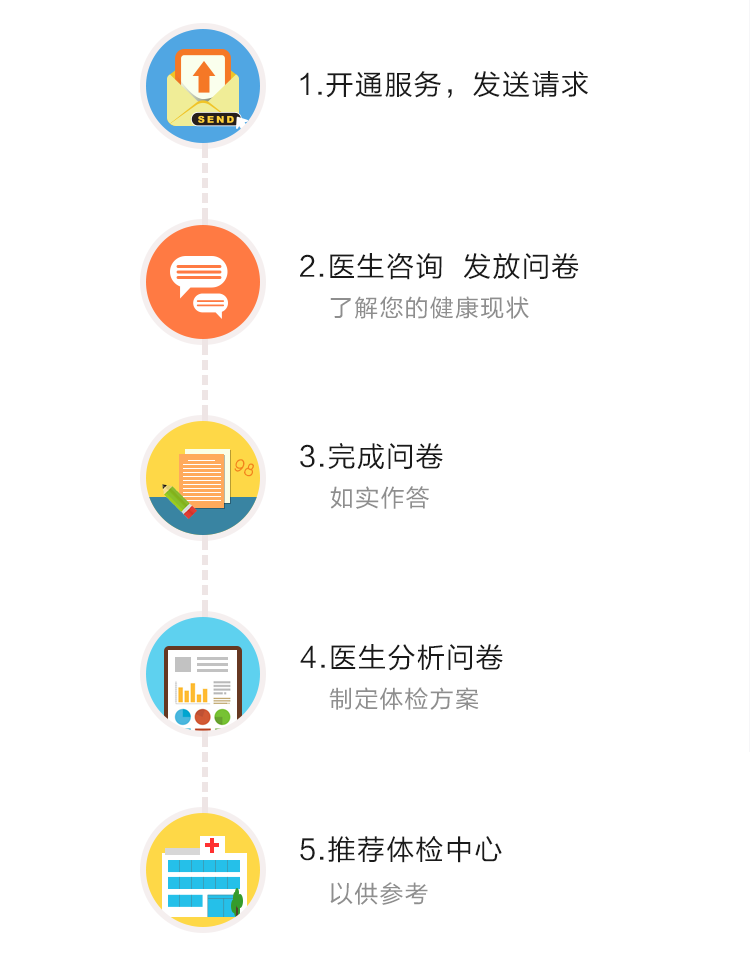 SEND
1.开通服务，发送请求
2.医生咨询 发放问卷
了解您的健康现状
98
3.完成问卷
如实作答
4.医生分析问卷
制定体检方案
5.推荐体检中心
以供参考